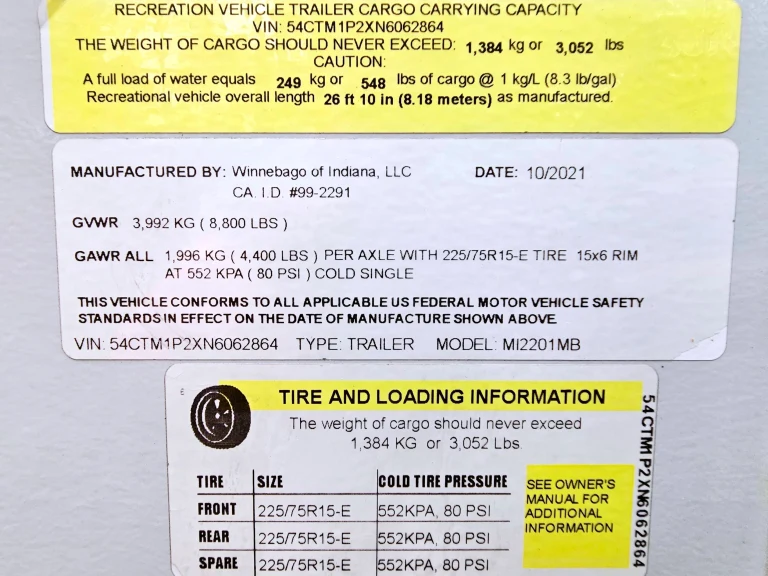 RECREATION VEHICLE TRAILER CARGO CARRYING CAPACITY
VIN: 54CTM1P2XN6062864
THE WEIGHT OF CARGO SHOULD NEVER EXCEED: 1,384 kg or 3,052 lbs
CAUTION:
A full load of water equals 249 kg or 548 lbs of cargo @ 1 kg/L (8.3 lb/gal)
Recreational vehicle overall length 26 ft 10 in (8.18 meters) as manufactured.
MANUFACTURED BY: Winnebago of Indiana, LLC DATE: 10/2021
CA. I.D. #99-2291
GVWR 3,992 KG ( 8,800 LBS )
GAWR ALL 1,996 KG ( 4,400 LBS ) PER AXLE WITH 225/75R15-E TIRE 15x6 RIM
AT 552 KPA ( 80 PSI ) COLD SINGLE
THIS VEHICLE CONFORMS TO ALL APPLICABLE US FEDERAL MOTOR VEHICLE SAFETY
STANDARDS IN EFFECT ON THE DATE OF MANUFACTURE SHOWN ABOVE
VIN: 54CTM1P2XN6062864 TYPE: TRAILER MODEL: MI2201MB
TIRE AND LOADING INFORMATION
The weight of cargo should never exceed
1,384 KG or 3,052 Lbs.
TIRE SIZE COLD TIRE PRESSURE
FRONT 225/75R15-E 552KPA, 80 PSI
REAR 225/75R15-E 552KPA, 80 PSI
SPARE 225/75R15-E 552KPA, 80 PSI
SEE OWNER'S
MANUAL FOR
ADDITIONAL
INFORMATION
54CTM1P2XN6062864